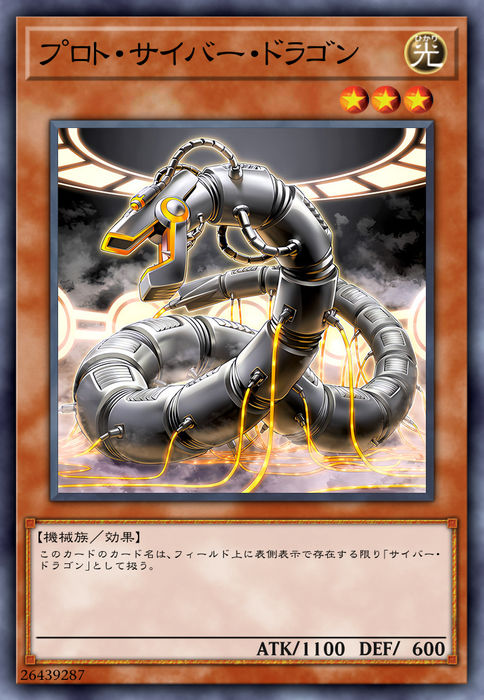 プロト・サイバー・ドラゴン
ひかり
光
【機械族／効果】
このカードのカード名は、フィールド上に表側表示で存在する限り「サイバー・
ドラゴン」として扱う。
ATK/1100 DEF/ 600
26439287